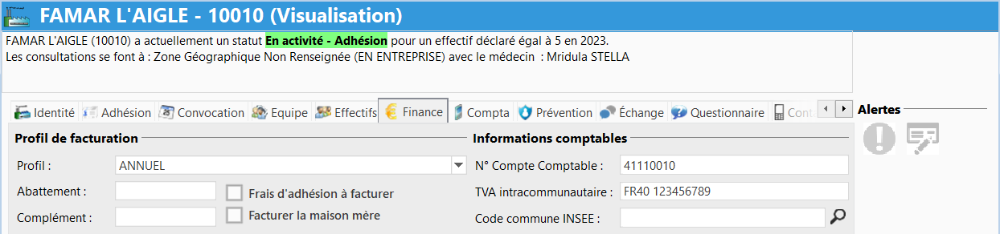 FAMAR L'AIGLE - 10010 (Visualisation)
FAMAR L'AIGLE (10010) a actuellement un statut En activité - Adhésion pour un effectif déclaré égal à 5 en 2023.
Les consultations se font à : Zone Géographique Non Renseignée (EN ENTREPRISE) avec le médecin : Mridula STELLA
Identité Adhésion Convocation Equipe Effectifs Finance Compta Prévention Échange Questionnaire
Alertes
Profil de facturation
Profil : ANNUEL
Abattement : Frais d'adhésion à facturer
Complément : Facturer la maison mère
Informations comptables
N° Compte Comptable : 41110010
TVA intracommunautaire : FR40 123456789
Code commune INSEE :